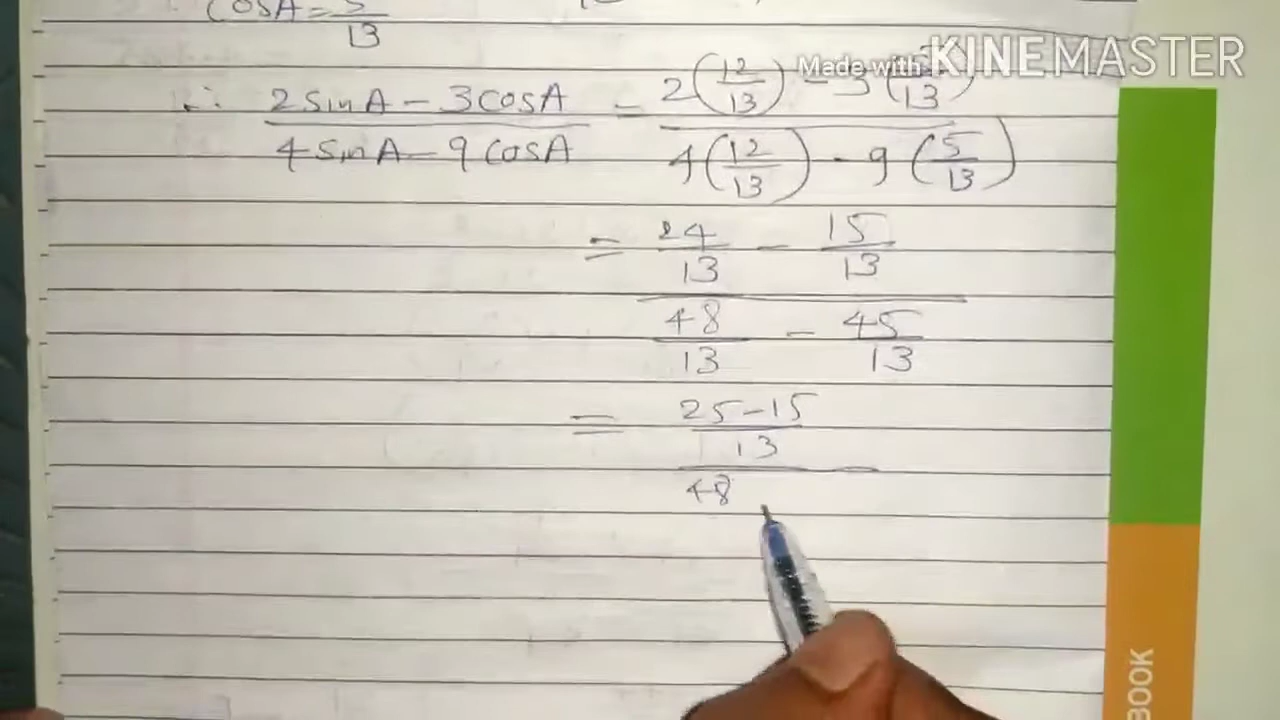 cosA = 5/13
Made with KINEMASTER
∴ 2sinA - 3cosA / 4sinA - 9cosA = 2(12/13) - 3(5/13) / 4(12/13) - 9(5/13)
= 24/13 - 15/13 / 48/13 - 45/13
= 25-15/13 / 48
BOOK